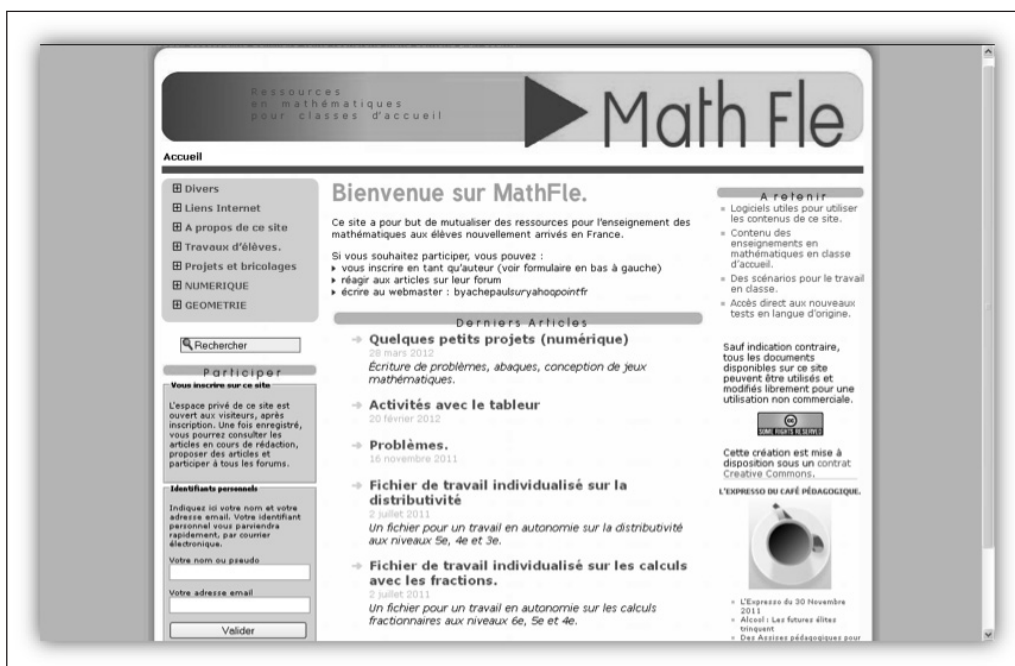 Ressources
en mathématiques
pour classes d'accueil
Math Fle
Accueil
Divers
Liens Internet
A propos de ce site
Travaux d'élèves.
Projets et bricolages
NUMERIQUE
GEOMETRIE
Rechercher
Participer
Vous inscrire sur ce site
L'espace privé de ce site est
ouvert aux visiteurs, après
inscription. Une fois enregistré,
vous pourrez consulter les
articles en cours de rédaction,
proposer des articles et
participer à tous les forums.
Identifiants personnels
Indiquez ici votre nom et votre
adresse email. Votre identifiant
personnel vous parviendra
rapidement, par courrier
électronique.
Votre nom ou pseudo
Votre adresse email
Valider
Bienvenue sur MathFle.
Ce site a pour but de mutualiser des ressources pour l'enseignement des
mathématiques aux élèves nouvellement arrivés en France.
Si vous souhaitez participer, vous pouvez :
vous inscrire en tant qu'auteur (voir formulaire en bas à gauche)
réagir aux articles sur leur forum
écrire au webmaster : byachepaulsuryahoopointfr
Derniers Articles
Quelques petits projets (numérique)
28 mars 2012
Écriture de problèmes, abaques, conception de jeux
mathématiques.
Activités avec le tableur
20 février 2012
Problèmes.
16 novembre 2011
Fichier de travail individualisé sur la
distributivité
2 juillet 2011
Un fichier pour un travail en autonomie sur la distributivité
aux niveaux 5e, 4e et 3e.
Fichier de travail individualisé sur les calculs
avec les fractions.
2 juillet 2011
Un fichier pour un travail en autonomie sur les calculs
fractionnaires aux niveaux 6e, 5e et 4e.
A retenir
Logiciels utiles pour utiliser
les contenus de ce site.
Contenu des
enseignements en
mathématiques en classe
d'accueil.
Des scénarios pour le travail
en classe.
Accès direct aux nouveaux
tests en langue d'origine.
Sauf indication contraire,
tous les documents
disponibles sur ce site
peuvent être utilisés et
modifiés librement pour une
utilisation non commerciale.
cc
SOME RIGHTS RESERVED
Cette création est mise à
disposition sous un contrat
Creative Commons.
L'EXPRESSO DU CAFÉ PÉDAGOGIQUE.
L'Expresso du 30 Novembre
2011
Alcool : Les futures élites
trinquent
Des Assises pédagogiques pour